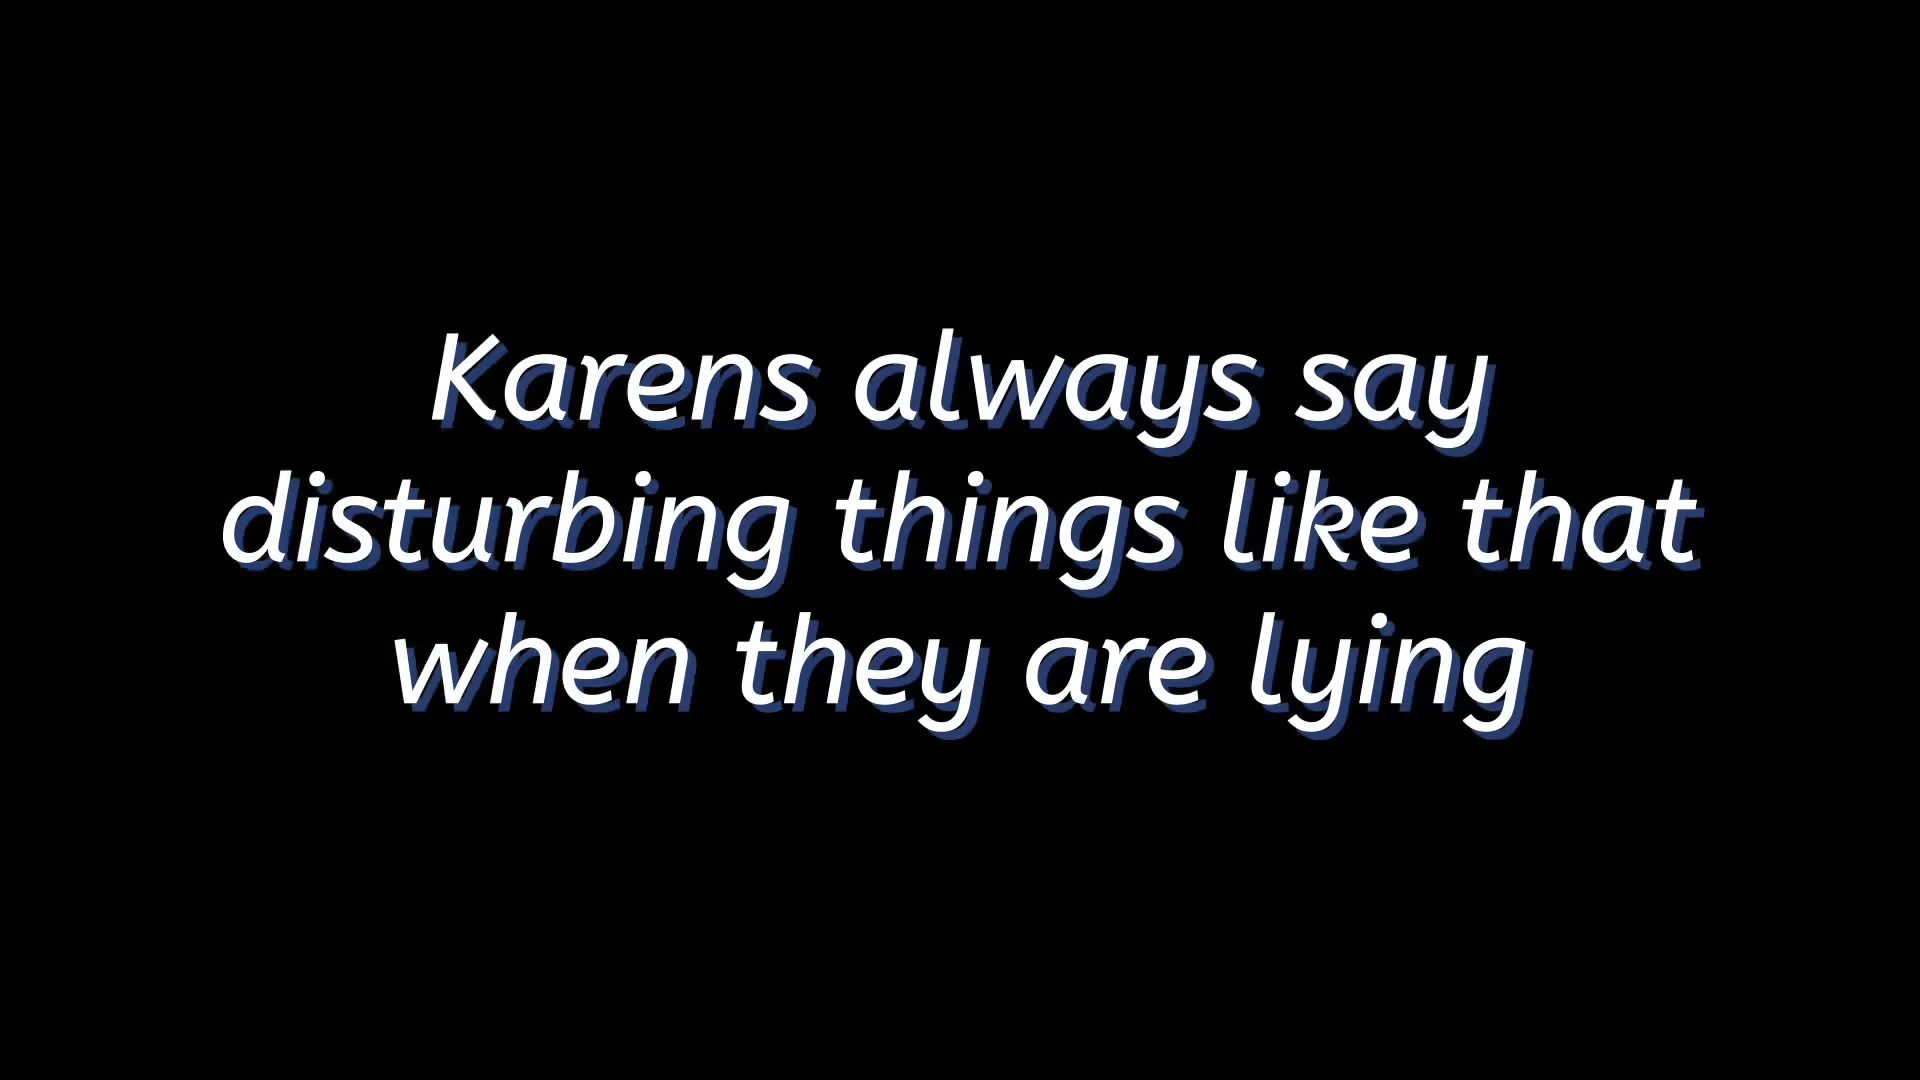 Karens always say
disturbing things like that
when they are lying